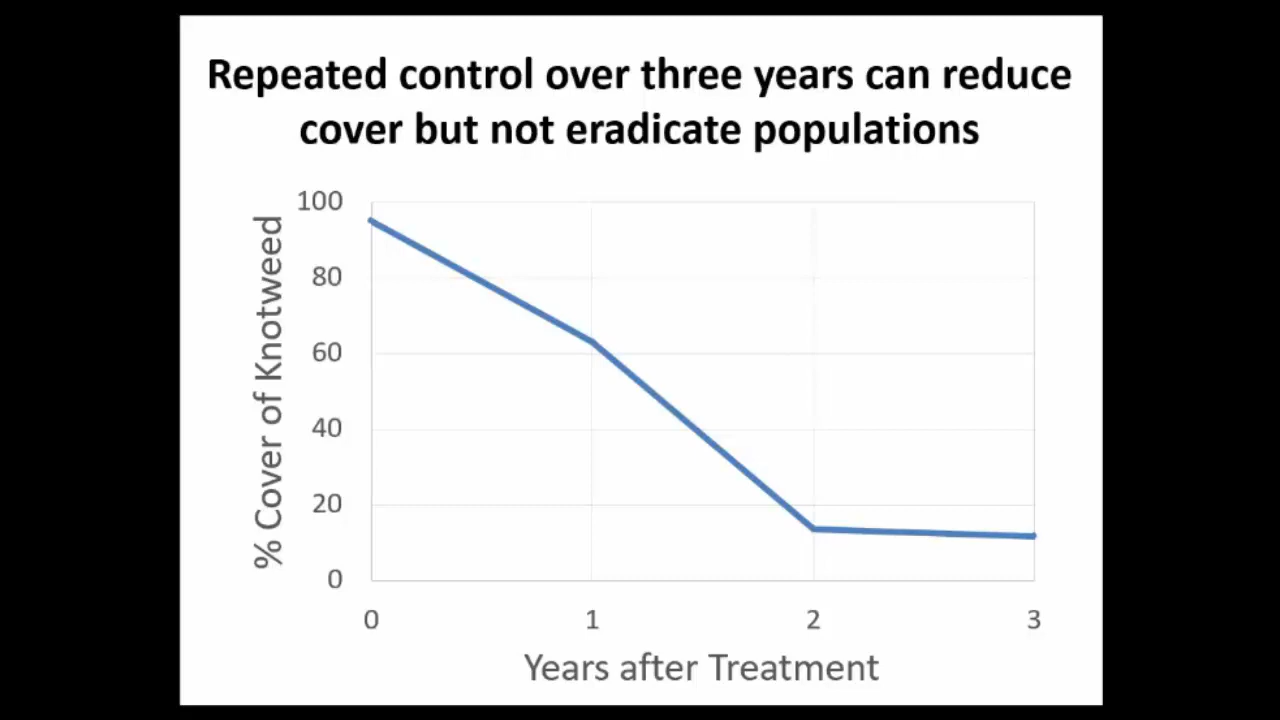 Repeated control over three years can reduce
cover but not eradicate populations
% Cover of Knotweed
100
80
60
40
20
0
0 1 2 3
Years after Treatment